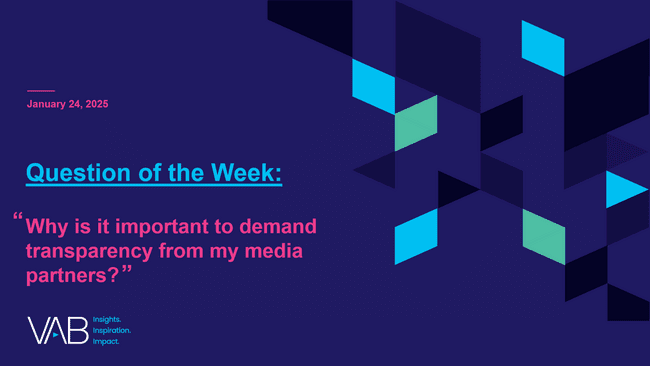 January 24, 2025
Question of the Week:
“Why is it important to demand
transparency from my media
partners?”
VAB
Insights.
Inspiration.
Impact.